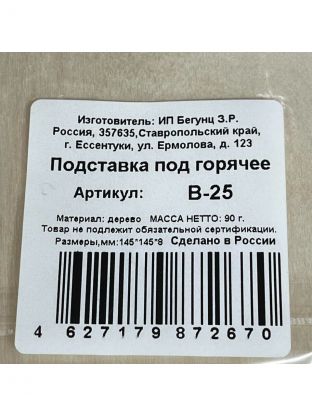 Изготовитель: ИП Бегунц З.Р.
Россия, 357635,Ставропольский край,
г. Ессентуки, ул. Ермолова, д. 123
Подставка под горячее
Артикул: В-25
Материал: дерево МАССА НЕТТО: 90 г.
Товар не подлежит обязательной сертификации.
Размеры,мм:145*145*8 Сделано в России
4 627179 872670